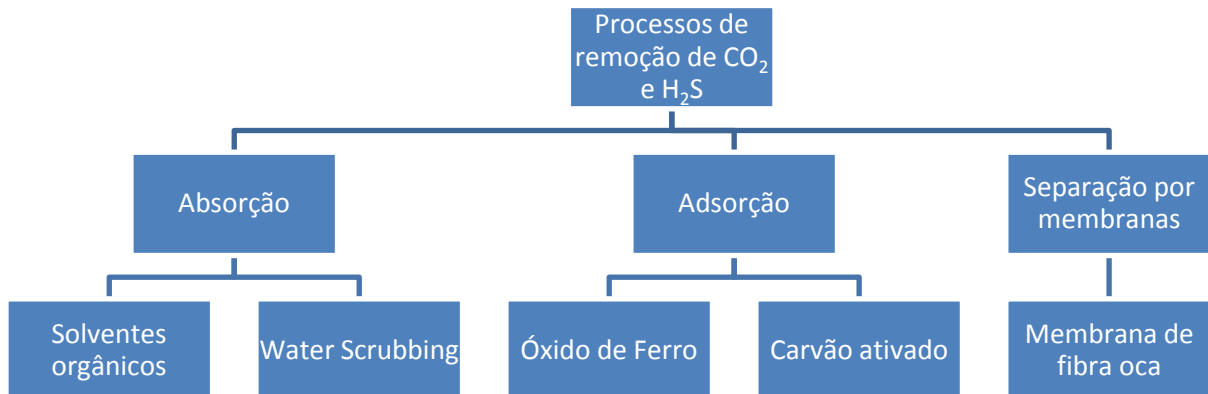 Processos de
remoção de CO₂
e H₂S
Absorção
Adsorção
Separação por
membranas
Solventes
orgânicos
Water Scrubbing
Óxido de Ferro
Carvão ativado
Membrana de
fibra oca